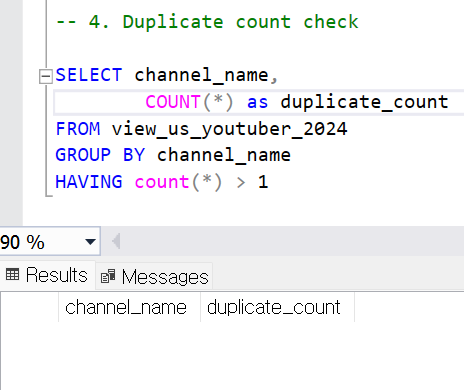 -- 4. Duplicate count check
SELECT channel_name,
COUNT(*) as duplicate_count
FROM view_us_youtuber_2024
GROUP BY channel_name
HAVING count(*) > 1
90 %
Results Messages
channel_name duplicate_count